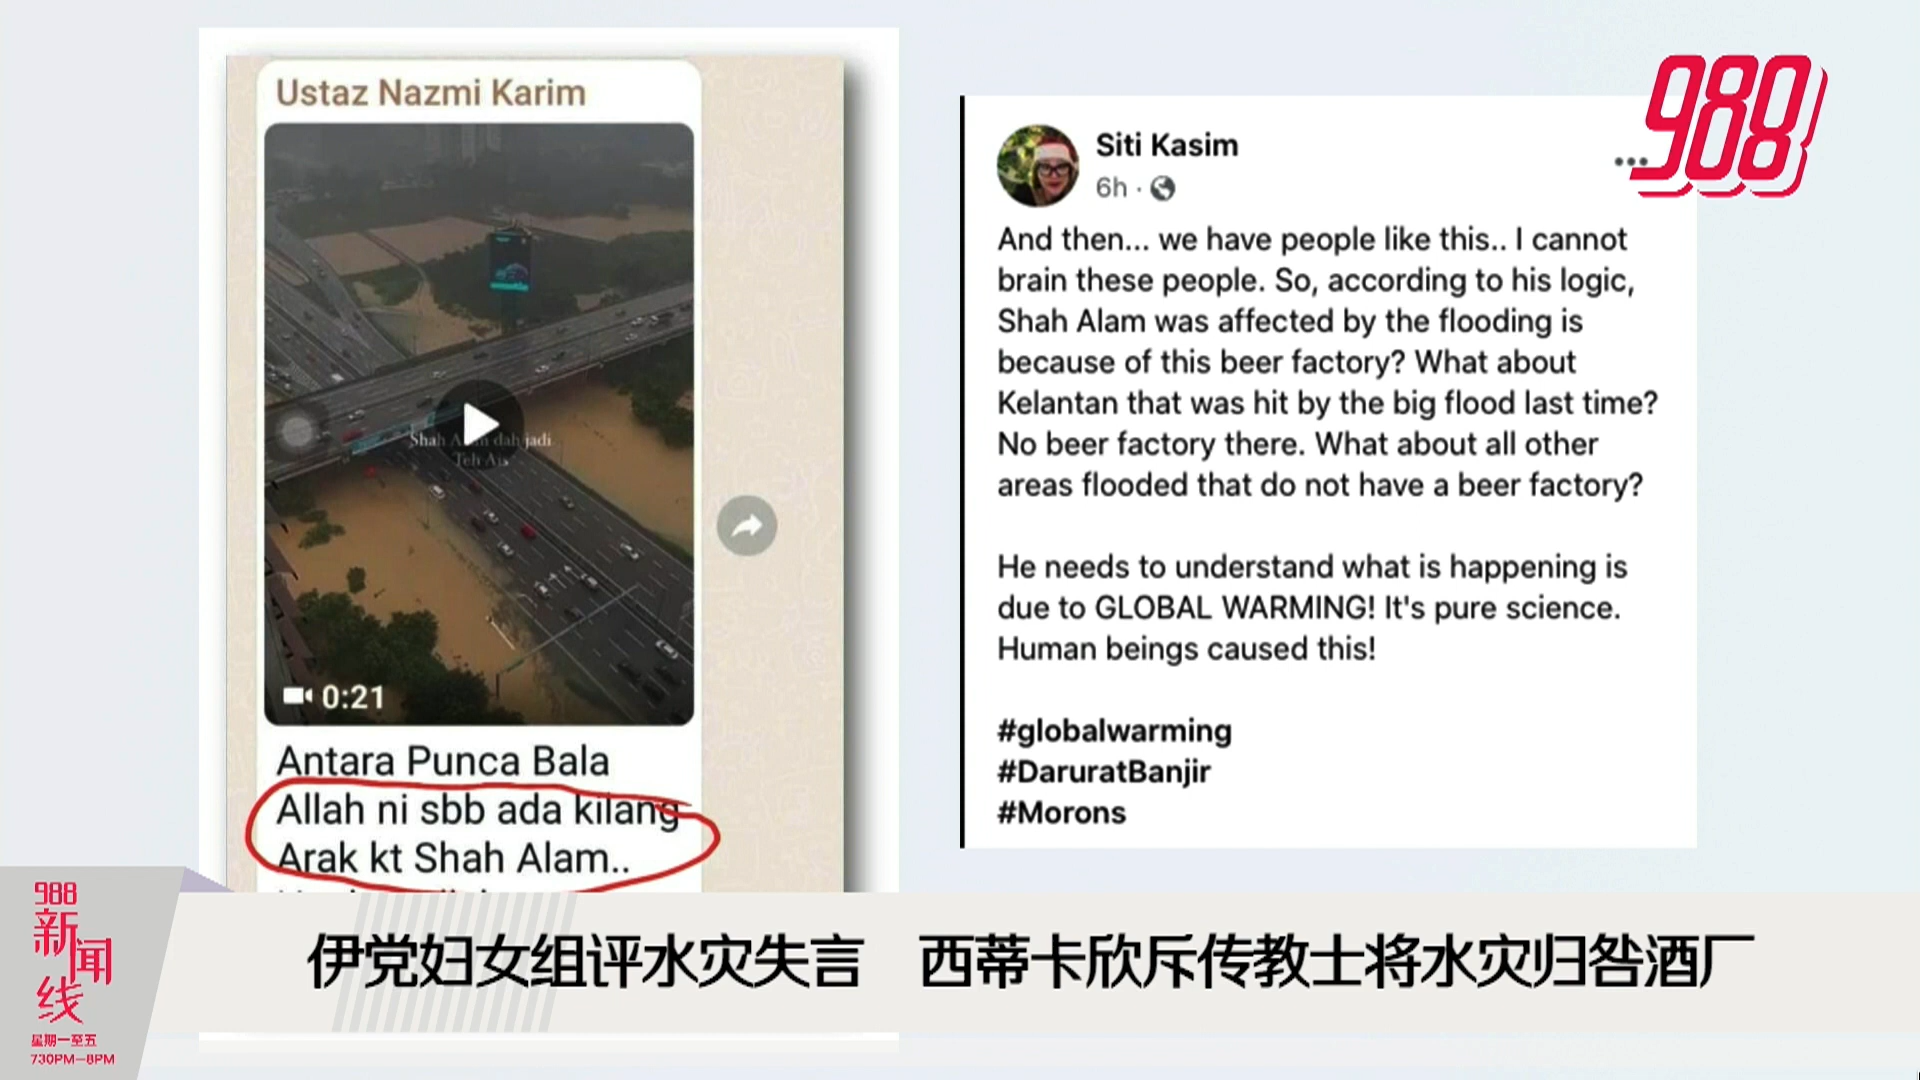 Ustaz Nazmi Karim
Shah Alam dah jadi
Teh Ais
0:21
Antara Punca Bala
Allah ni sbb ada kilang
Arak kt Shah Alam..
988
Siti Kasim
6h ·
And then... we have people like this.. I cannot
brain these people. So, according to his logic,
Shah Alam was affected by the flooding is
because of this beer factory? What about
Kelantan that was hit by the big flood last time?
No beer factory there. What about all other
areas flooded that do not have a beer factory?
He needs to understand what is happening is
due to GLOBAL WARMING! It's pure science.
Human beings caused this!
#globalwarming
#DaruratBanjir
#Morons
988
新闻线
星期一至五
730PM—8PM
伊党妇女组评水灾失言 西蒂卡欣斥传教士将水灾归咎酒厂